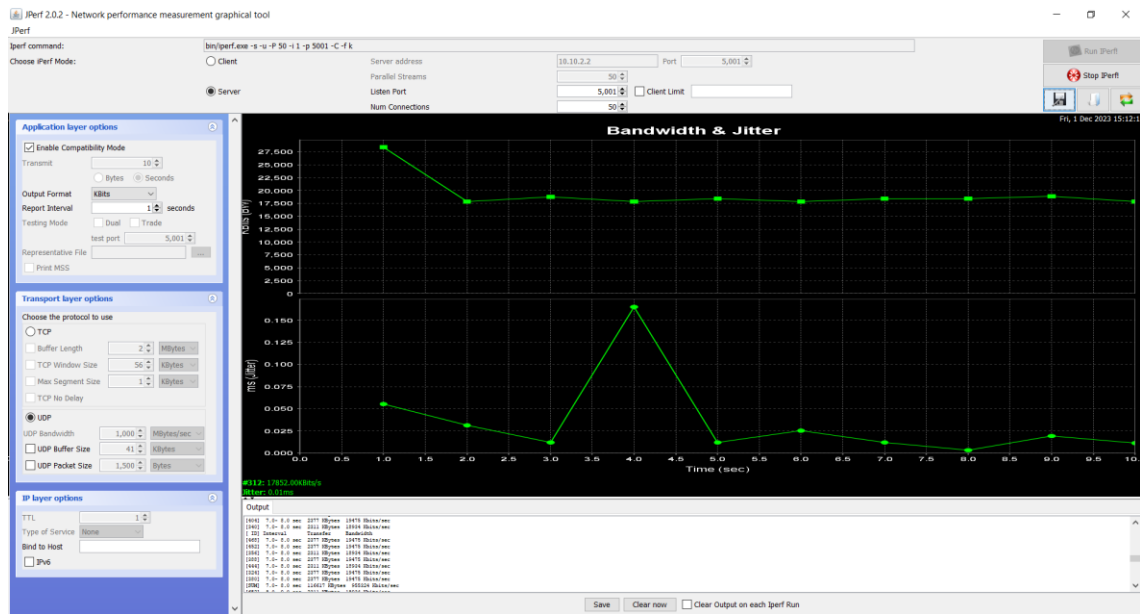 JPerf 2.0.2 - Network performance measurement graphical tool
JPerf
Iperf command: bin/iperf.exe -s -u -P 50 -i 1 -p 5001 -C -f k
Choose iPerf Mode: Client Server address 10.10.2.2 Port 5,001
Parallel Streams 50
Server Listen Port 5,001 Client Limit
Num Connections 50
Run IPerf!
Stop IPerf!
Application layer options
Enable Compatibility Mode
Transmit 10
Bytes Seconds
Output Format KBits
Report Interval 1 seconds
Testing Mode Dual Trade
test port 5,001
Representative File ...
Print MSS
Transport layer options
Choose the protocol to use
TCP
Buffer Length 2 MBytes
TCP Window Size 56 KBytes
Max Segment Size 1 KBytes
TCP No Delay
UDP
UDP Bandwidth 1,000 MBytes/sec
UDP Buffer Size 41 KBytes
UDP Packet Size 1,500 Bytes
IP layer options
TTL 1
Type of Service None
Bind to Host
IPv6
Fri, 1 Dec 2023 15:12:1
Bandwidth & Jitter
27,500
25,000
22,500
20,000
17,500
15,000
12,500
10,000
7,500
5,000
2,500
0
KBits (BW)
0.150
0.125
0.100
0.075
0.050
0.025
0.000
ms (Jitter)
0.0 0.5 1.0 1.5 2.0 2.5 3.0 3.5 4.0 4.5 5.0 5.5 6.0 6.5 7.0 7.5 8.0 8.5 9.0 9.5 10.
Time (sec)
#312: 17852.00KBits/s
Jitter: 0.01ms
Output
[ ID] Interval Transfer Bandwidth
Save Clear now Clear Output on each Iperf Run